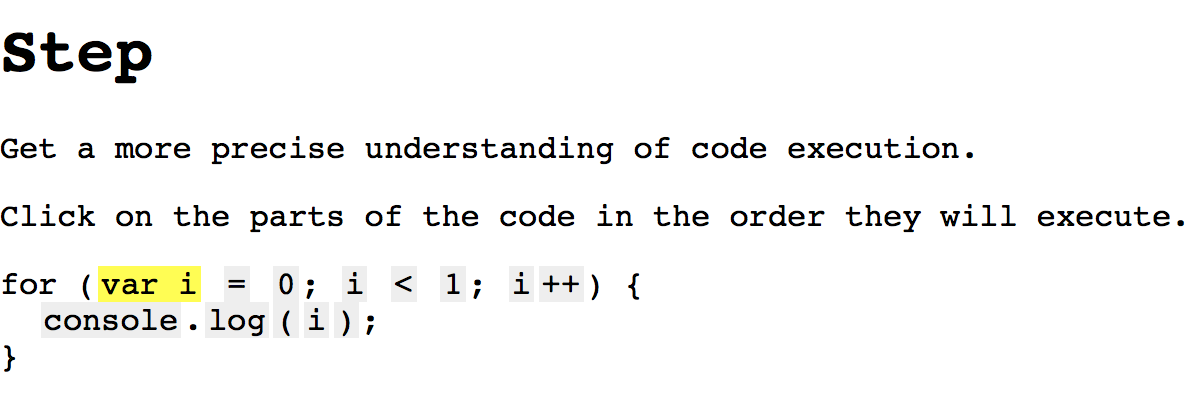 Step
Get a more precise understanding of code execution.
Click on the parts of the code in the order they will execute.
for (var i = 0; i < 1; i++) {
  console.log(i);
}